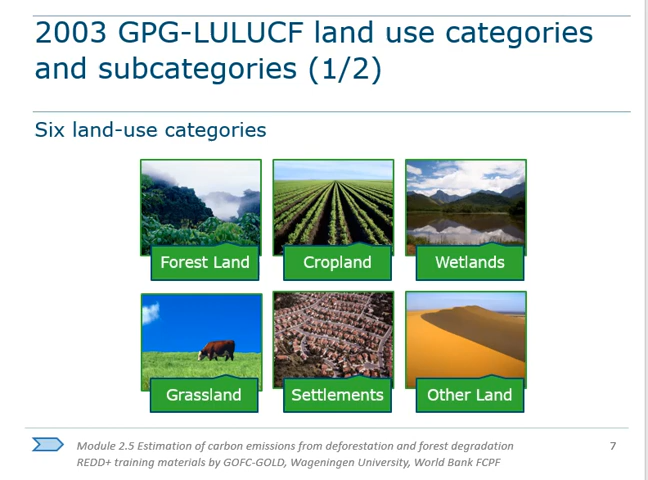 2003 GPG-LULUCF land use categories
and subcategories (1/2)
Six land-use categories
Forest Land
Cropland
Wetlands
Grassland
Settlements
Other Land
Module 2.5 Estimation of carbon emissions from deforestation and forest degradation
REDD+ training materials by GOFC-GOLD, Wageningen University, World Bank FCPF
7